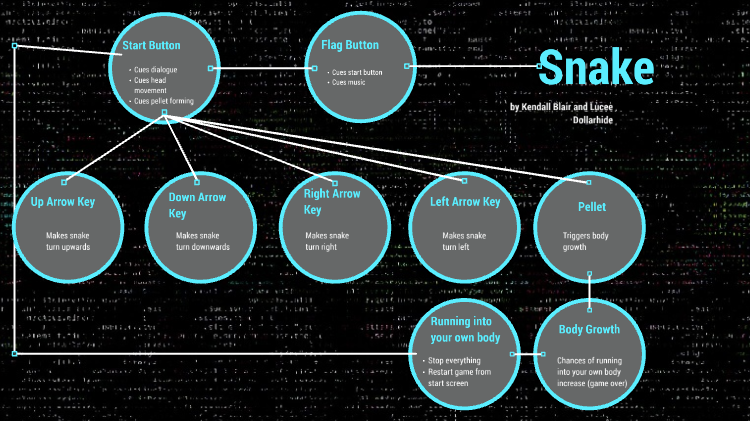 Start Button
• Cues dialogue
• Cues head
movement
• Cues pellet forming
Flag Button
• Cues start button
• Cues music
Snake
by Kendall Blair and Lucee
Dollarhide
Up Arrow Key
Makes snake
turn upwards
Down Arrow
Key
Makes snake
turn downwards
Right Arrow
Key
Makes snake
turn right
Left Arrow Key
Makes snake
turn left
Pellet
Triggers body
growth
Running into
your own body
• Stop everything
• Restart game from
start screen
Body Growth
Chances of running
into your own body
increase (game over)